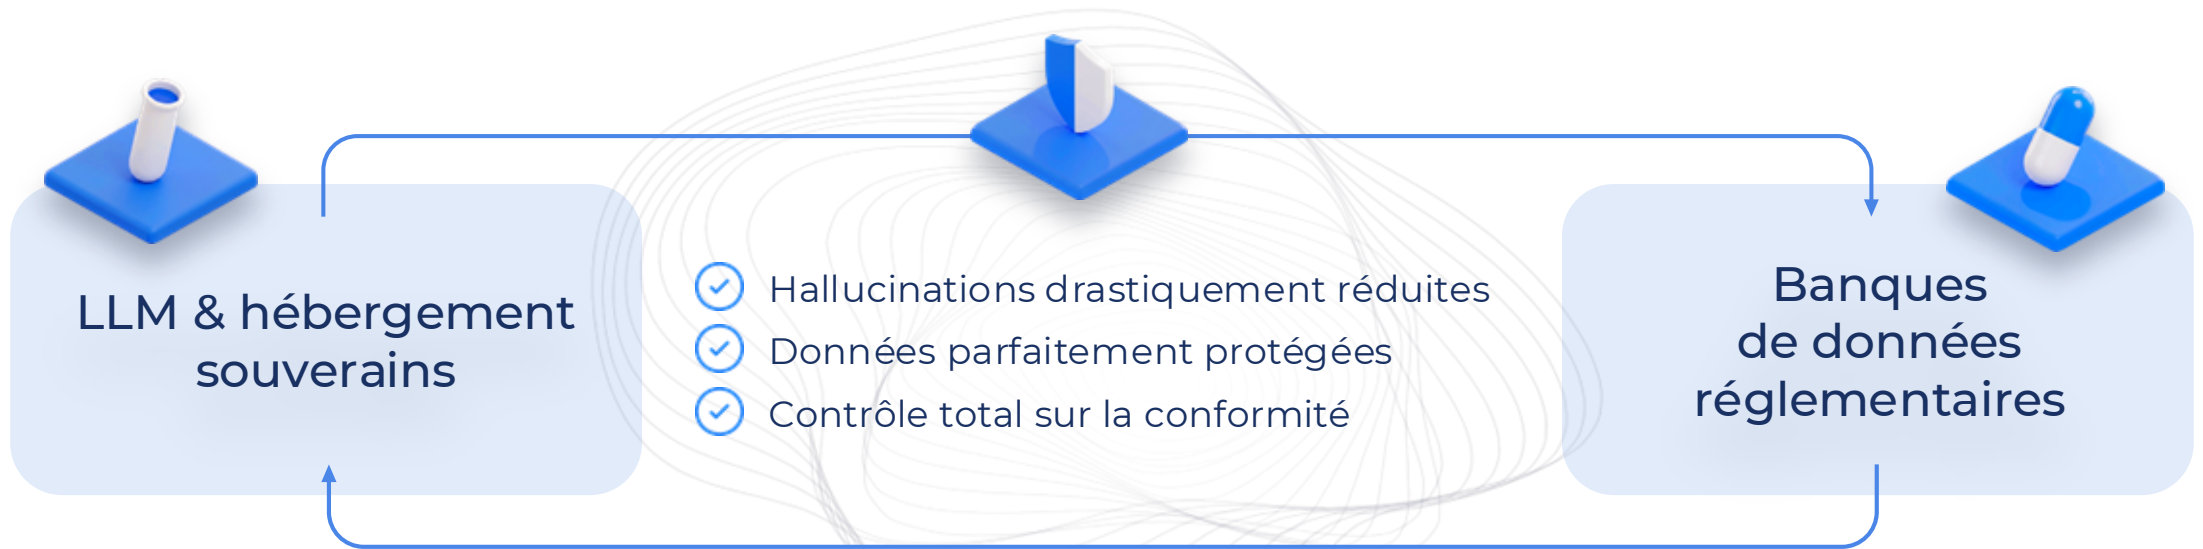 LLM & hébergement
souverains
Hallucinations drastiquement réduites
Données parfaitement protégées
Contrôle total sur la conformité
Banques
de données
réglementaires